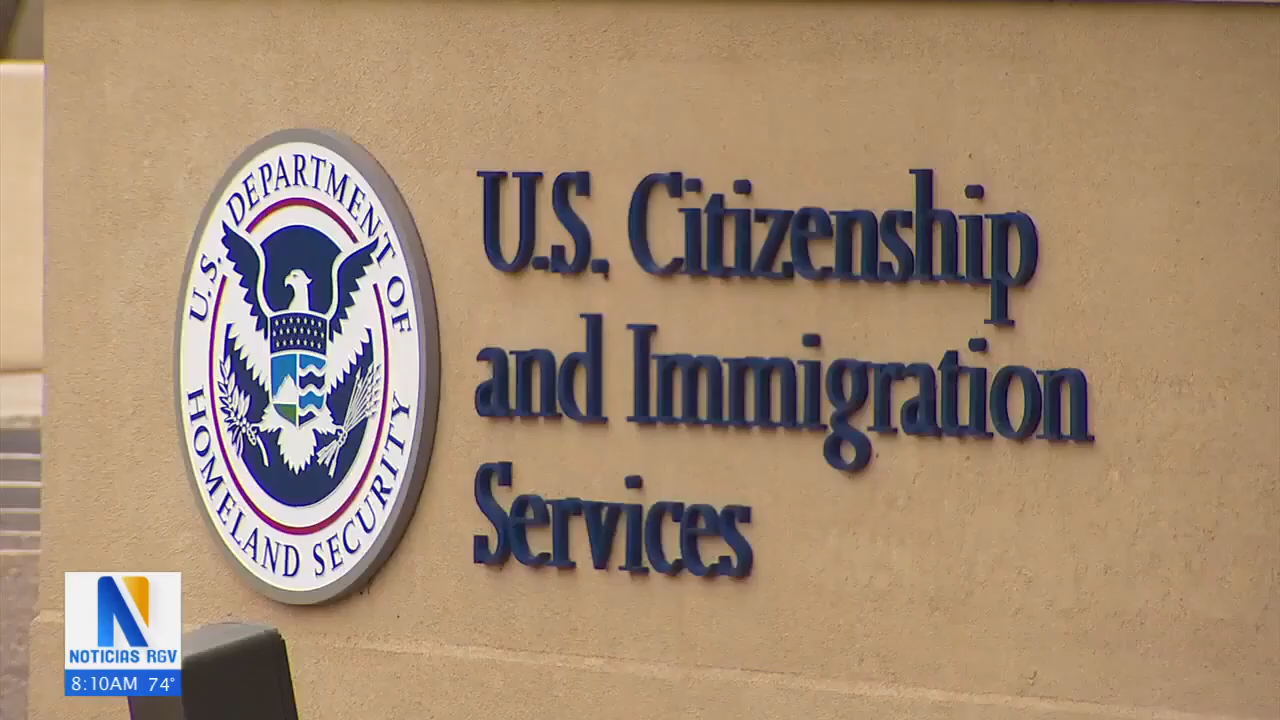 U.S. DEPARTMENT OF
HOMELAND SECURITY
U.S. Citizenship
and Immigration
Services
N
NOTICIAS RGV
8:10AM 74°